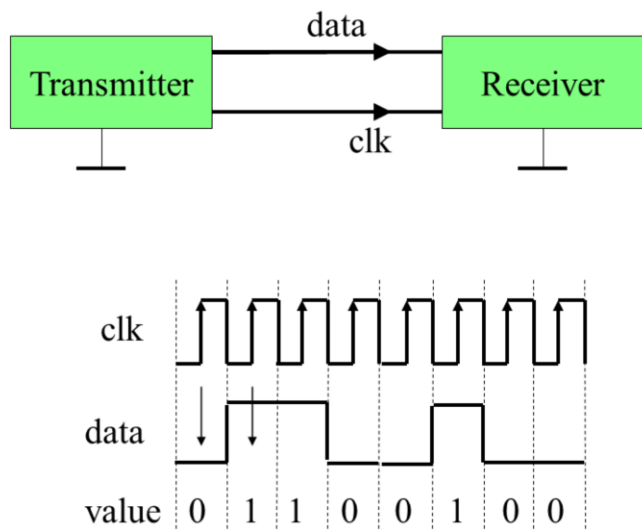 data
Transmitter
Receiver
clk
clk
data
value 0 1 1 0 0 1 0 0